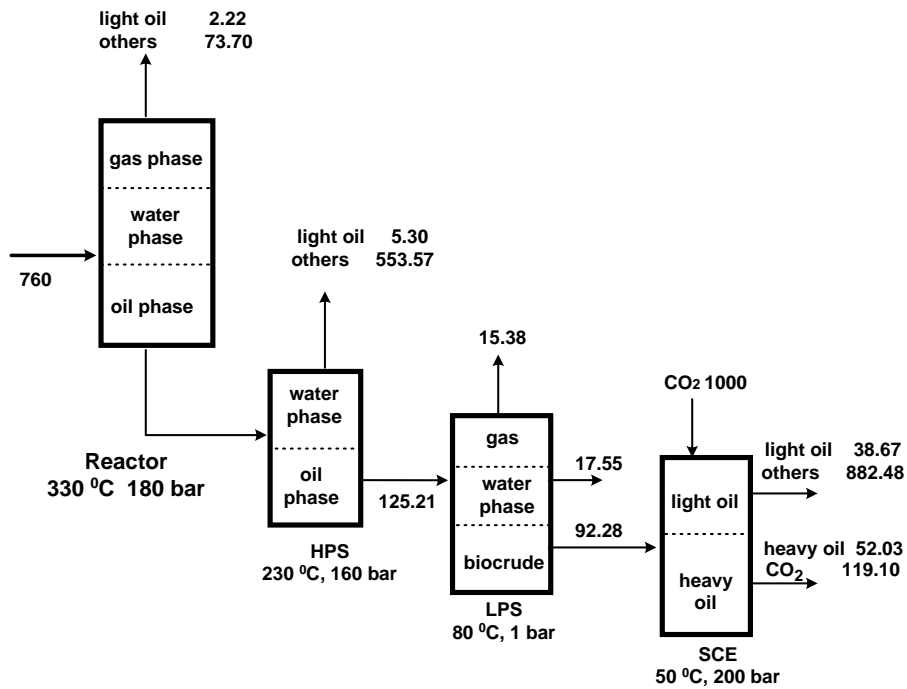 light oil 2.22
others 73.70
gas phase
water
phase
oil phase
760
Reactor
330 ⁰C 180 bar
light oil 5.30
others 553.57
water
phase
oil
phase
125.21
HPS
230 ⁰C, 160 bar
15.38
gas
water
phase
biocrude
17.55
92.28
LPS
80 ⁰C, 1 bar
CO₂ 1000
light oil
heavy
oil
light oil 38.67
others 882.48
heavy oil 52.03
CO₂ 119.10
SCE
50 ⁰C, 200 bar